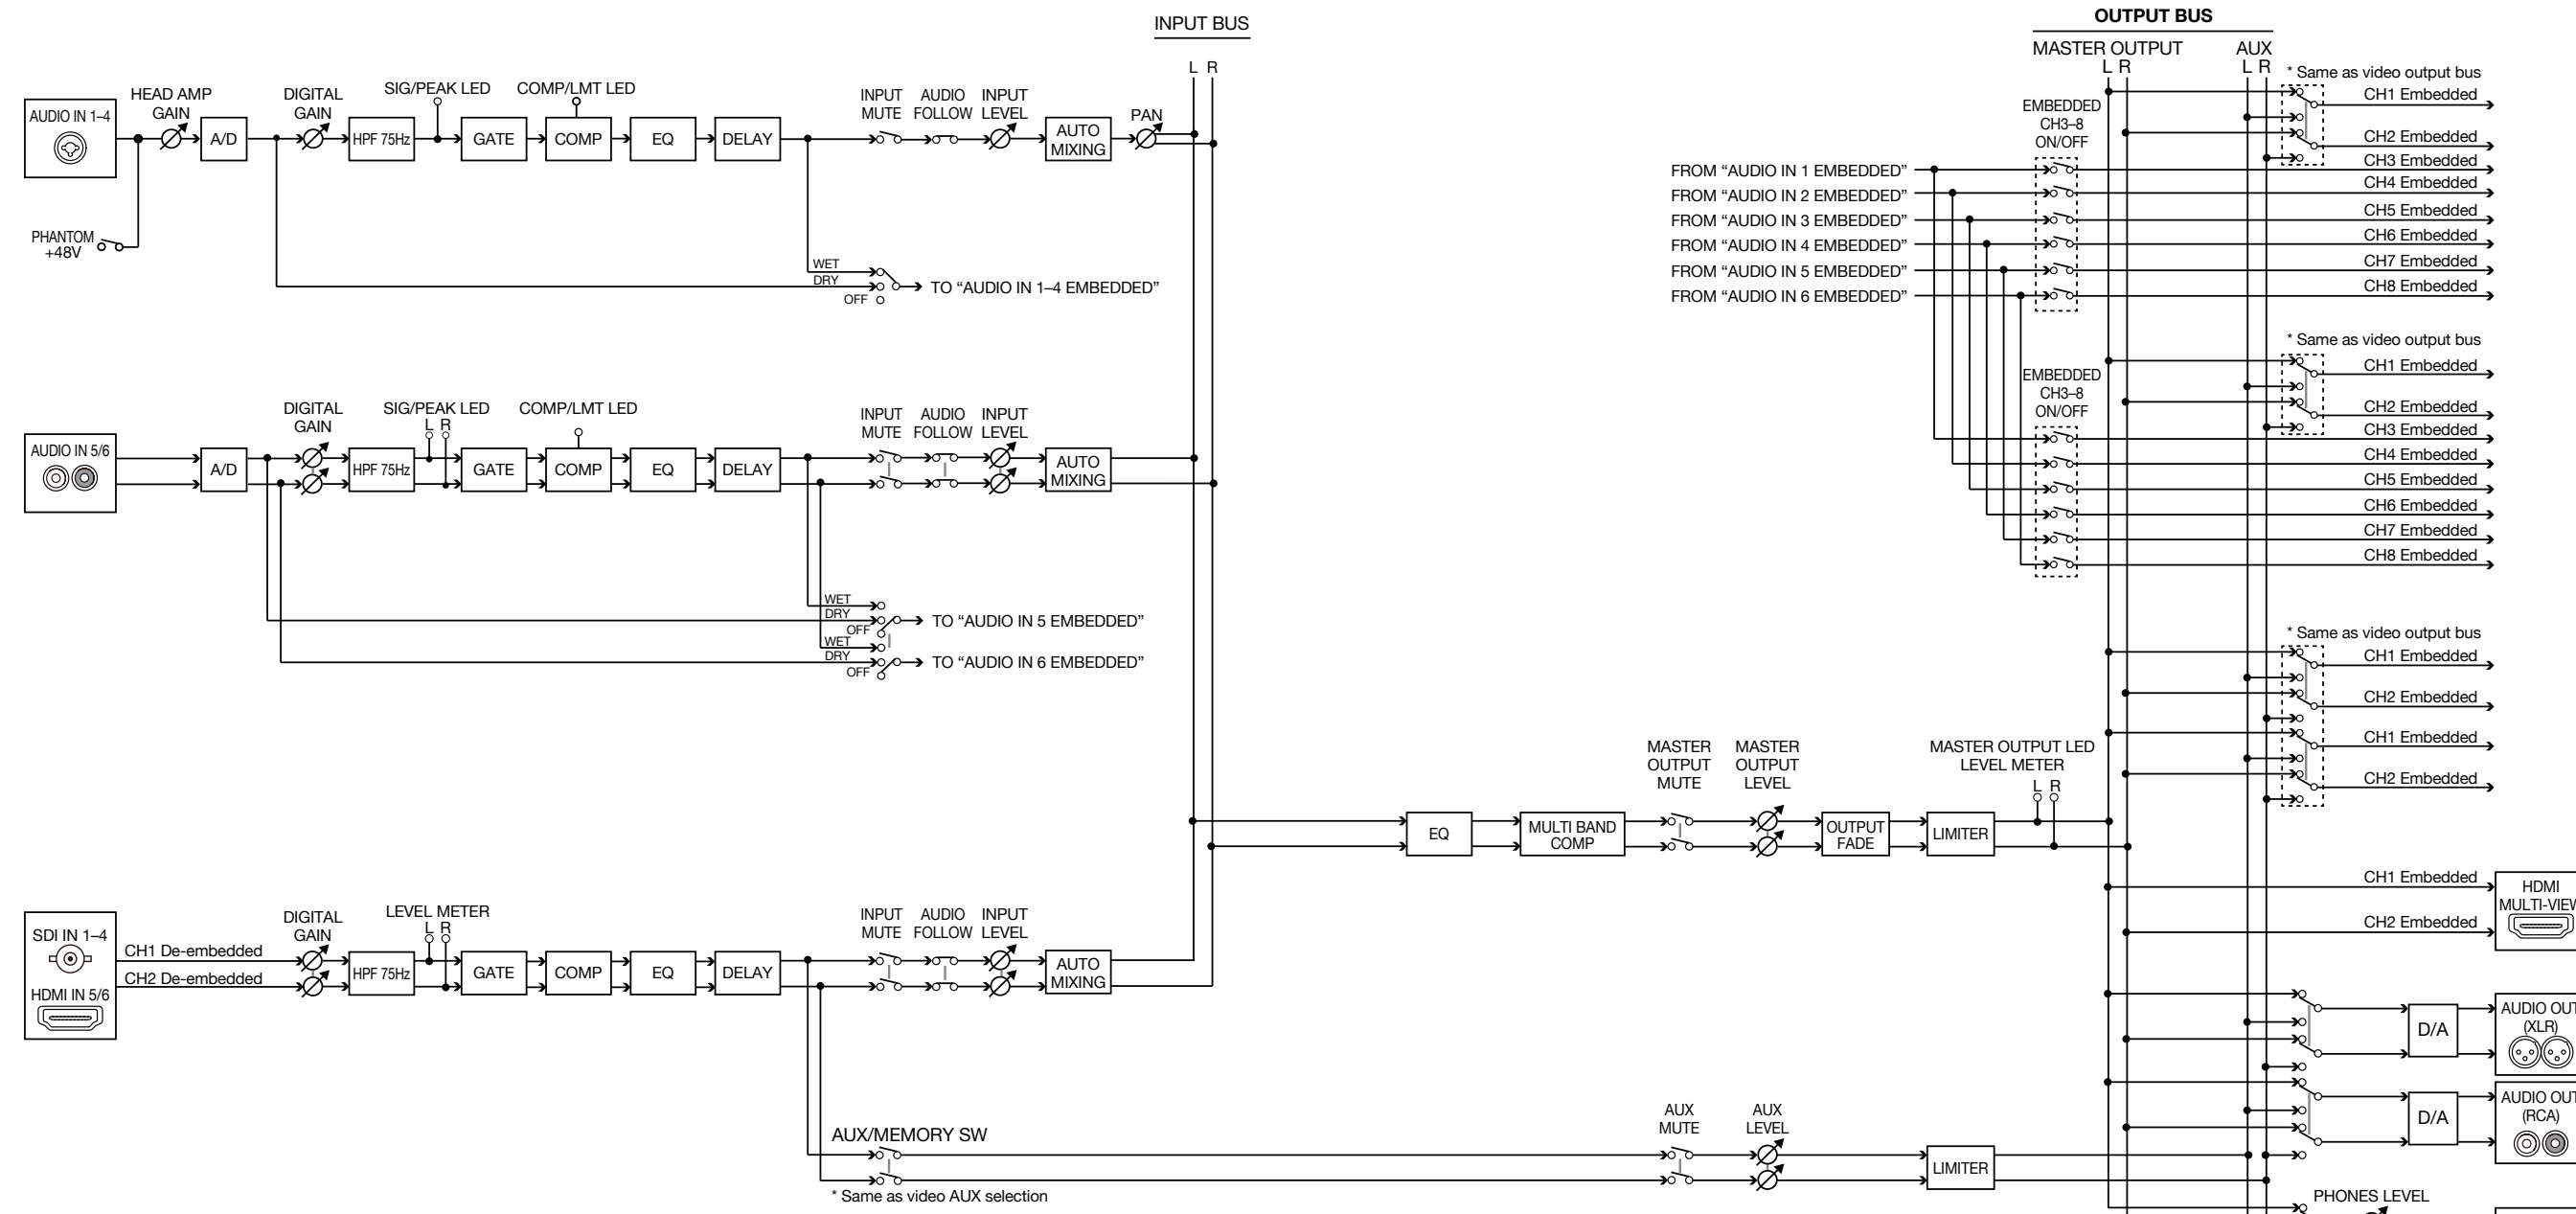 INPUT BUS
L R
AUDIO IN 1–4
HEAD AMP
GAIN
A/D
DIGITAL
GAIN
HPF 75Hz
SIG/PEAK LED
GATE
COMP/LMT LED
COMP
EQ
DELAY
INPUT
MUTE
AUDIO
FOLLOW
INPUT
LEVEL
AUTO
MIXING
PAN
PHANTOM
+48V
WET
DRY
OFF
TO “AUDIO IN 1–4 EMBEDDED”
AUDIO IN 5/6
A/D
DIGITAL
GAIN
HPF 75Hz
SIG/PEAK LED
L R
GATE
COMP/LMT LED
COMP
EQ
DELAY
INPUT
MUTE
AUDIO
FOLLOW
INPUT
LEVEL
AUTO
MIXING
WET
DRY
OFF
TO “AUDIO IN 5 EMBEDDED”
WET
DRY
OFF
TO “AUDIO IN 6 EMBEDDED”
SDI IN 1–4
HDMI IN 5/6
CH1 De-embedded
CH2 De-embedded
DIGITAL
GAIN
HPF 75Hz
LEVEL METER
L R
GATE
COMP
EQ
DELAY
INPUT
MUTE
AUDIO
FOLLOW
INPUT
LEVEL
AUTO
MIXING
AUX/MEMORY SW
* Same as video AUX selection
EQ
MULTI BAND
COMP
MASTER
OUTPUT
MUTE
MASTER
OUTPUT
LEVEL
OUTPUT
FADE
LIMITER
MASTER OUTPUT LED
LEVEL METER
L R
AUX
MUTE
AUX
LEVEL
LIMITER
OUTPUT BUS
MASTER OUTPUT
L R
AUX
L R
FROM “AUDIO IN 1 EMBEDDED”
FROM “AUDIO IN 2 EMBEDDED”
FROM “AUDIO IN 3 EMBEDDED”
FROM “AUDIO IN 4 EMBEDDED”
FROM “AUDIO IN 5 EMBEDDED”
FROM “AUDIO IN 6 EMBEDDED”
EMBEDDED
CH3–8
ON/OFF
* Same as video output bus
CH1 Embedded
CH2 Embedded
CH3 Embedded
CH4 Embedded
CH5 Embedded
CH6 Embedded
CH7 Embedded
CH8 Embedded
EMBEDDED
CH3–8
ON/OFF
* Same as video output bus
CH1 Embedded
CH2 Embedded
CH3 Embedded
CH4 Embedded
CH5 Embedded
CH6 Embedded
CH7 Embedded
CH8 Embedded
* Same as video output bus
CH1 Embedded
CH2 Embedded
CH1 Embedded
CH2 Embedded
CH1 Embedded
CH2 Embedded
HDMI
D/A
AUDIO
(XLR)
D/A
AUDIO
(RCA)
PHONES LEVEL